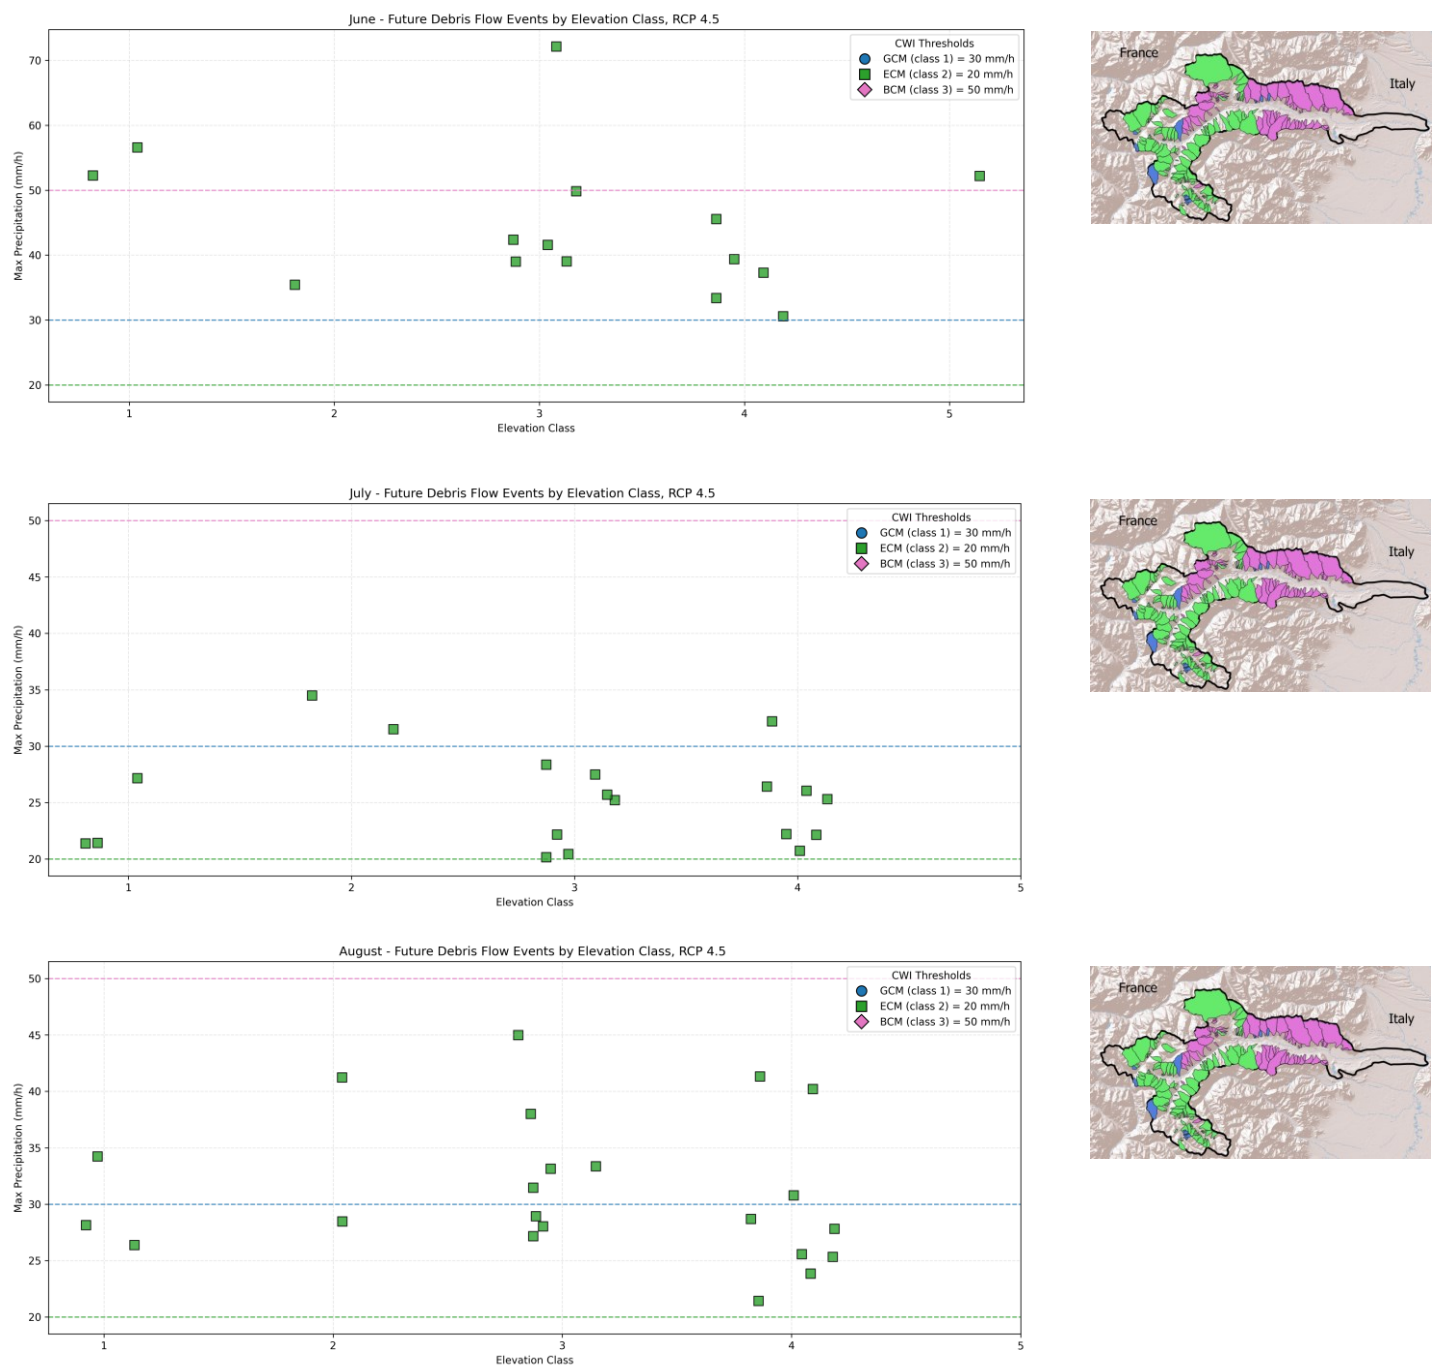 June - Future Debris Flow Events by Elevation Class, RCP 4.5
CWI Thresholds
GCM (class 1) = 30 mm/h
ECM (class 2) = 20 mm/h
BCM (class 3) = 50 mm/h
Max Precipitation (mm/h)
70
60
50
40
30
20
1 2 3 4 5
Elevation Class
France
Italy
July - Future Debris Flow Events by Elevation Class, RCP 4.5
CWI Thresholds
GCM (class 1) = 30 mm/h
ECM (class 2) = 20 mm/h
BCM (class 3) = 50 mm/h
Max Precipitation (mm/h)
50
45
40
35
30
25
20
1 2 3 4 5
Elevation Class
France
Italy
August - Future Debris Flow Events by Elevation Class, RCP 4.5
CWI Thresholds
GCM (class 1) = 30 mm/h
ECM (class 2) = 20 mm/h
BCM (class 3) = 50 mm/h
Max Precipitation (mm/h)
50
45
40
35
30
25
20
1 2 3 4 5
Elevation Class
France
Italy